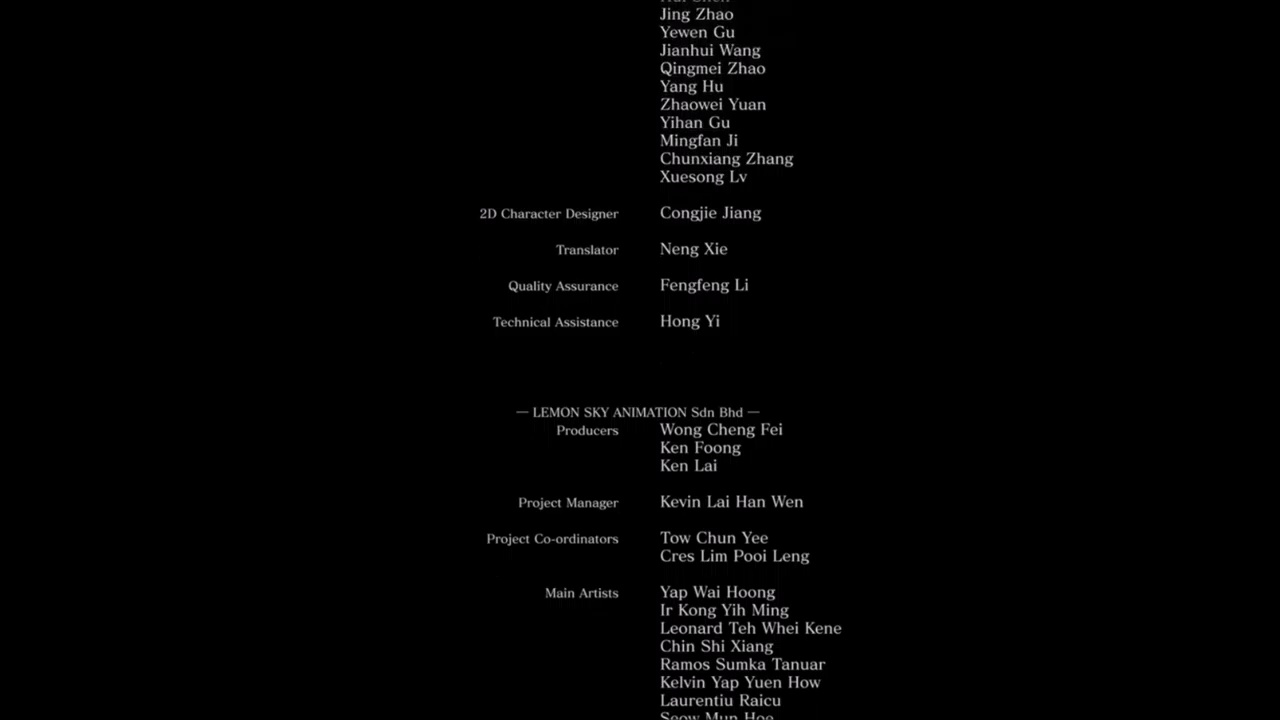 Jing Zhao
Yewen Gu
Jianhui Wang
Qingmei Zhao
Yang Hu
Zhaowei Yuan
Yihan Gu
Mingfan Ji
Chunxiang Zhang
Xuesong Lv
2D Character Designer Congjie Jiang
Translator Neng Xie
Quality Assurance Fengfeng Li
Technical Assistance Hong Yi
— LEMON SKY ANIMATION Sdn Bhd —
Producers Wong Cheng Fei
Ken Foong
Ken Lai
Project Manager Kevin Lai Han Wen
Project Co-ordinators Tow Chun Yee
Cres Lim Pooi Leng
Main Artists Yap Wai Hoong
Ir Kong Yih Ming
Leonard Teh Whei Kene
Chin Shi Xiang
Ramos Sumka Tanuar
Kelvin Yap Yuen How
Laurentiu Raicu
Seow Mun Hoe